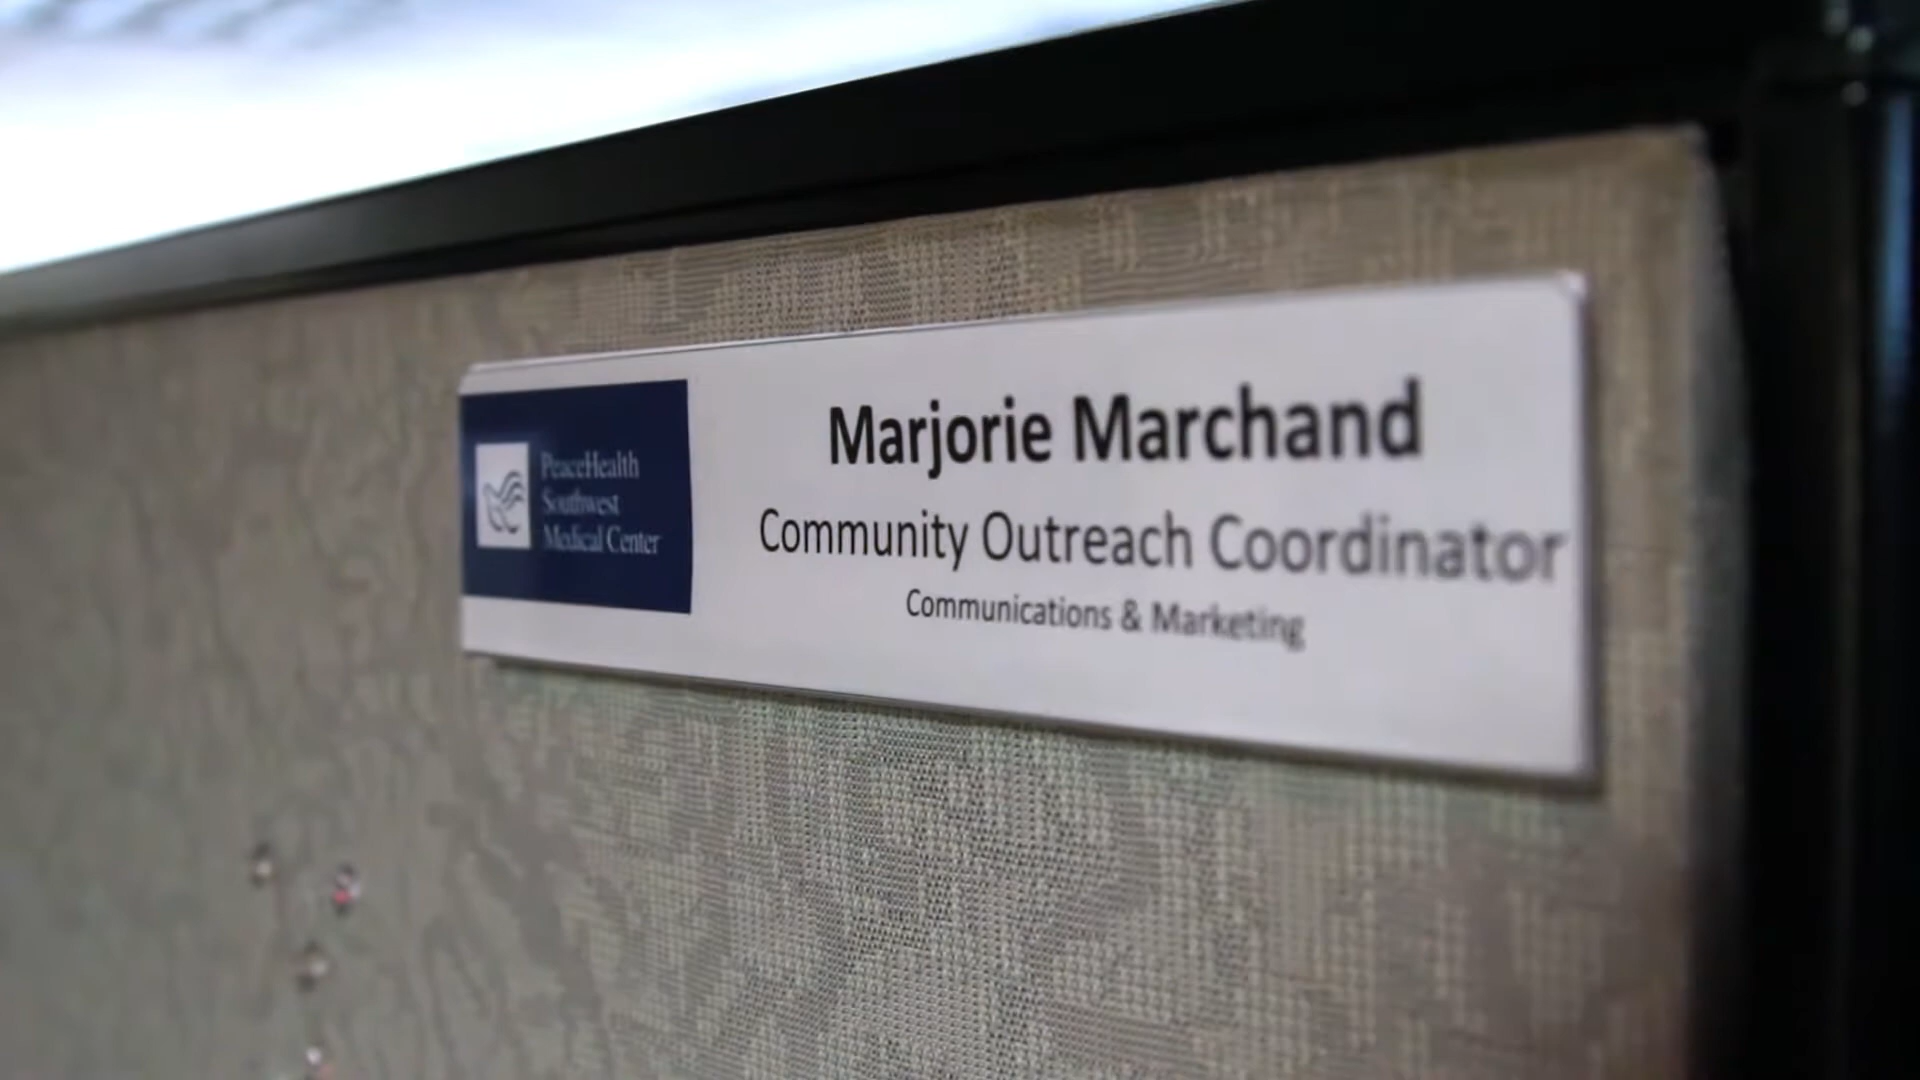 PeaceHealth
Southwest
Medical Center
Marjorie Marchand
Community Outreach Coordinator
Communications & Marketing